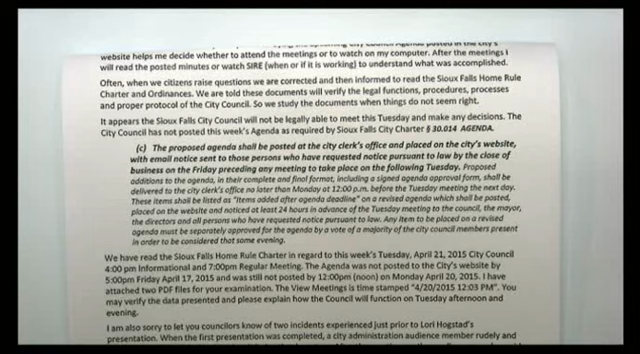 website helps me decide whether to attend the meetings or to watch on my computer. After the meetings I
will read the posted minutes or watch SIRE (when or if it is working) to understand what was accomplished.
Often, when we citizens raise questions we are corrected and then informed to read the Sioux Falls Home Rule
Charter and Ordinances. We are told these documents will verify the legal functions, procedures, processes
and proper protocol of the City Council. So we study the documents when things do not seem right.
It appears the Sioux Falls City Council will not be legally able to meet this Tuesday and make any decisions. The
City Council has not posted this week's Agenda as required by Sioux Falls City Charter § 30.014 AGENDA.
(c) The proposed agenda shall be posted at the city clerk's office and placed on the city's website,
with email notice sent to those persons who have requested notice pursuant to law by the close of
business on the Friday preceding any meeting to take place on the following Tuesday. Proposed
additions to the agenda, in their complete and final format, including a signed agenda approval form, shall be
delivered to the city clerk's office no later than Monday at 12:00 p.m. before the Tuesday meeting the next day.
These items shall be listed as "items added after agenda deadline" on a revised agenda which shall be posted,
placed on the website and noticed at least 24 hours in advance of the Tuesday meeting to the council, the mayor,
the directors and all persons who have requested notice pursuant to law. Any item to be placed on a revised
agenda must be separately approved for the agenda by a vote of a majority of the city council members present
in order to be considered that same evening.
We have read the Sioux Falls Home Rule Charter in regard to this week's Tuesday, April 21, 2015 City Council
4:00 pm Informational and 7:00pm Regular Meeting. The Agenda was not posted to the City's website by
5:00pm Friday April 17, 2015 and was still not posted by 12:00pm (noon) on Monday April 20, 2015. I have
attached two PDF files for your examination. The View Meetings is time stamped "4/20/2015 12:03 PM". You
may verify the data presented and please explain how the Council will function on Tuesday afternoon and
evening.
I am also sorry to let you councilors know of two incidents experienced just prior to Lori Hogstad's
presentation. When the first presentation was completed, a city administration audience member rudely and